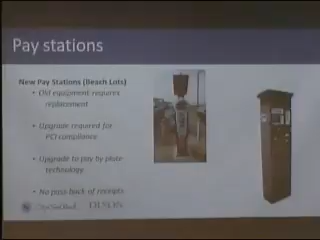 Pay stations
New Pay Stations (Beach Lots)
• Old equipment requires
replacement
• Upgrade required for
PCI compliance
• Upgrade to pay by plate
technology
• No pass-back of receipts